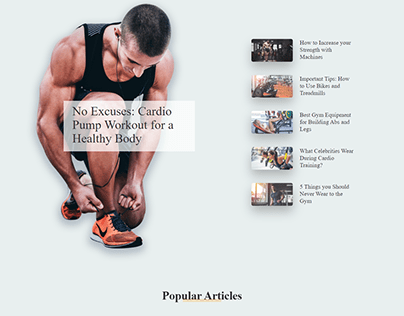 No Excuses: Cardio
Pump Workout for a
Healthy Body
How to Increase your
Strength with
Machines
Important Tips: How
to Use Bikes and
Treadmills
Best Gym Equipment
for Building Abs and
Legs
What Celebrities Wear
During Cardio
Training?
5 Things you Should
Never Wear to the
Gym
Popular Articles